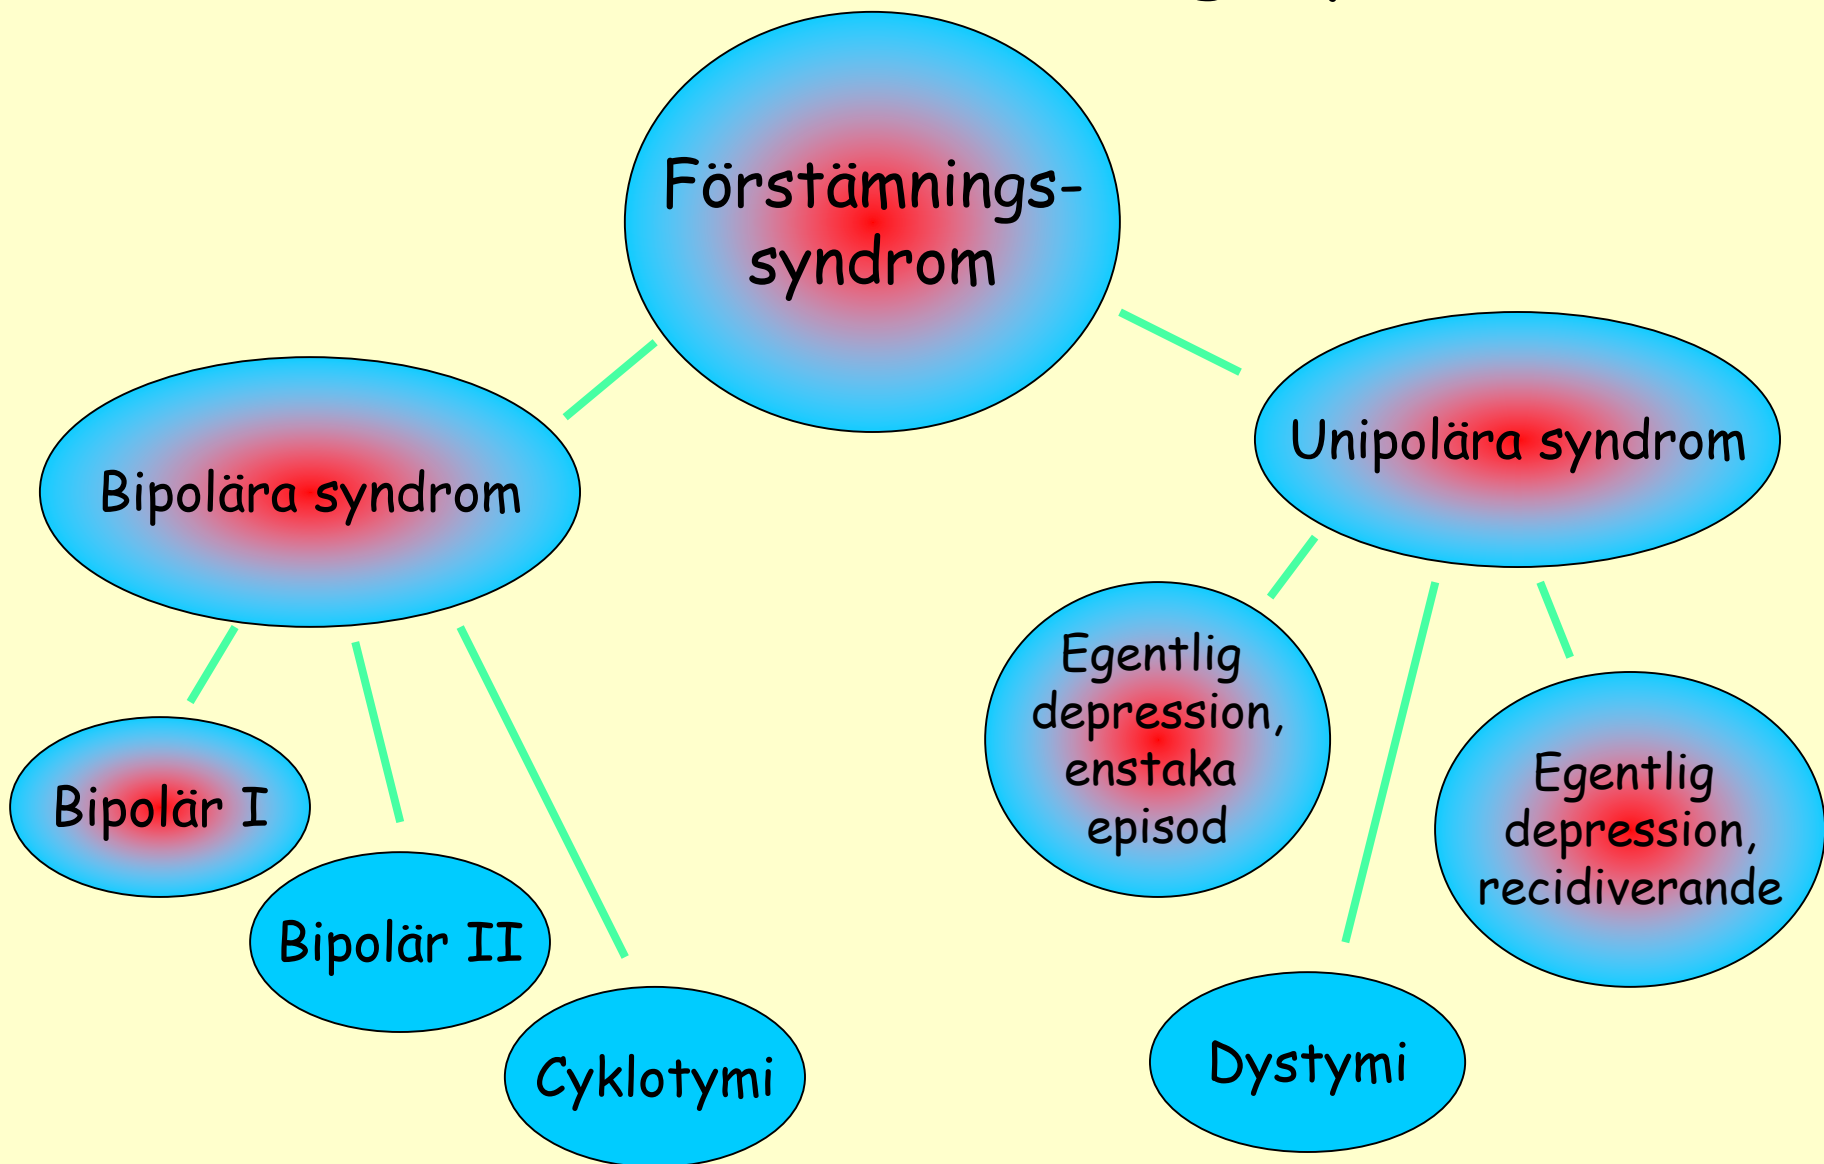 Förstämnings-
syndrom
Bipolära syndrom
Unipolära syndrom
Egentlig
depression,
enstaka
episod
Egentlig
depression,
recidiverande
Bipolär I
Bipolär II
Cyklotymi
Dystymi